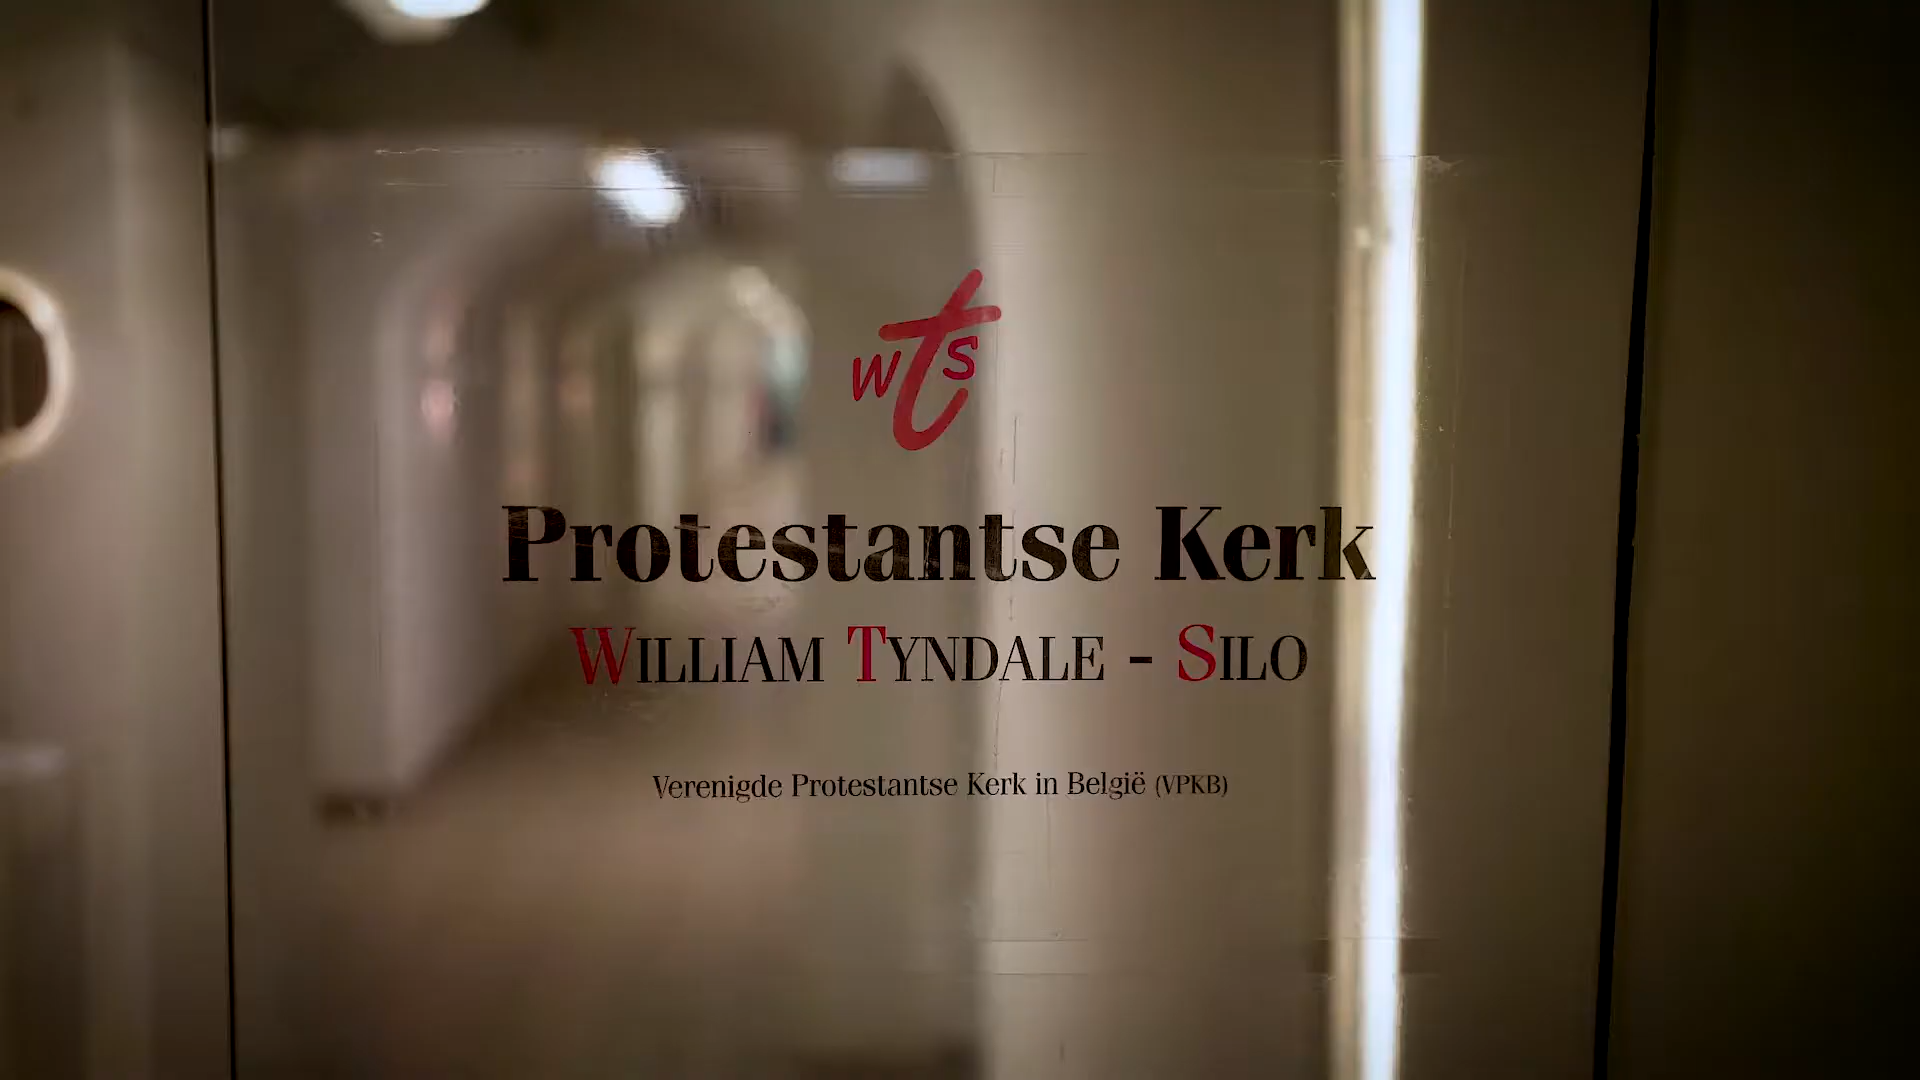 wts
Protestantse Kerk
WILLIAM TYNDALE - SILO
Verenigde Protestantse Kerk in België (VPKB)